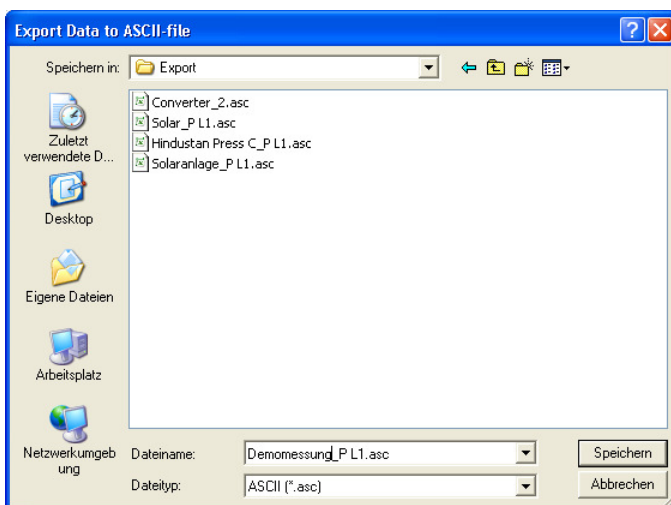 Export Data to ASCII-file
Speichern in:
Export
Converter_2.asc
Solar_P L1.asc
Hindustan Press C_P L1.asc
Solaranlage_P L1.asc
Zuletzt
verwendete D...
Desktop
Eigene Dateien
Arbeitsplatz
Netzwerkumgeb
ung
Dateiname:
Demomessung_P L1.asc
Speichern
Dateityp:
ASCII (*.asc)
Abbrechen